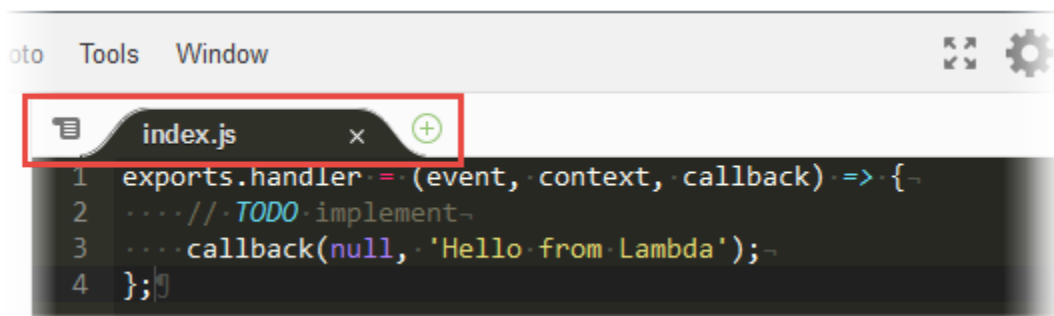 oto Tools Window
index.js ×
1 exports.handler = (event, context, callback) => {
2     // TODO implement
3     callback(null, 'Hello from Lambda');
4 };